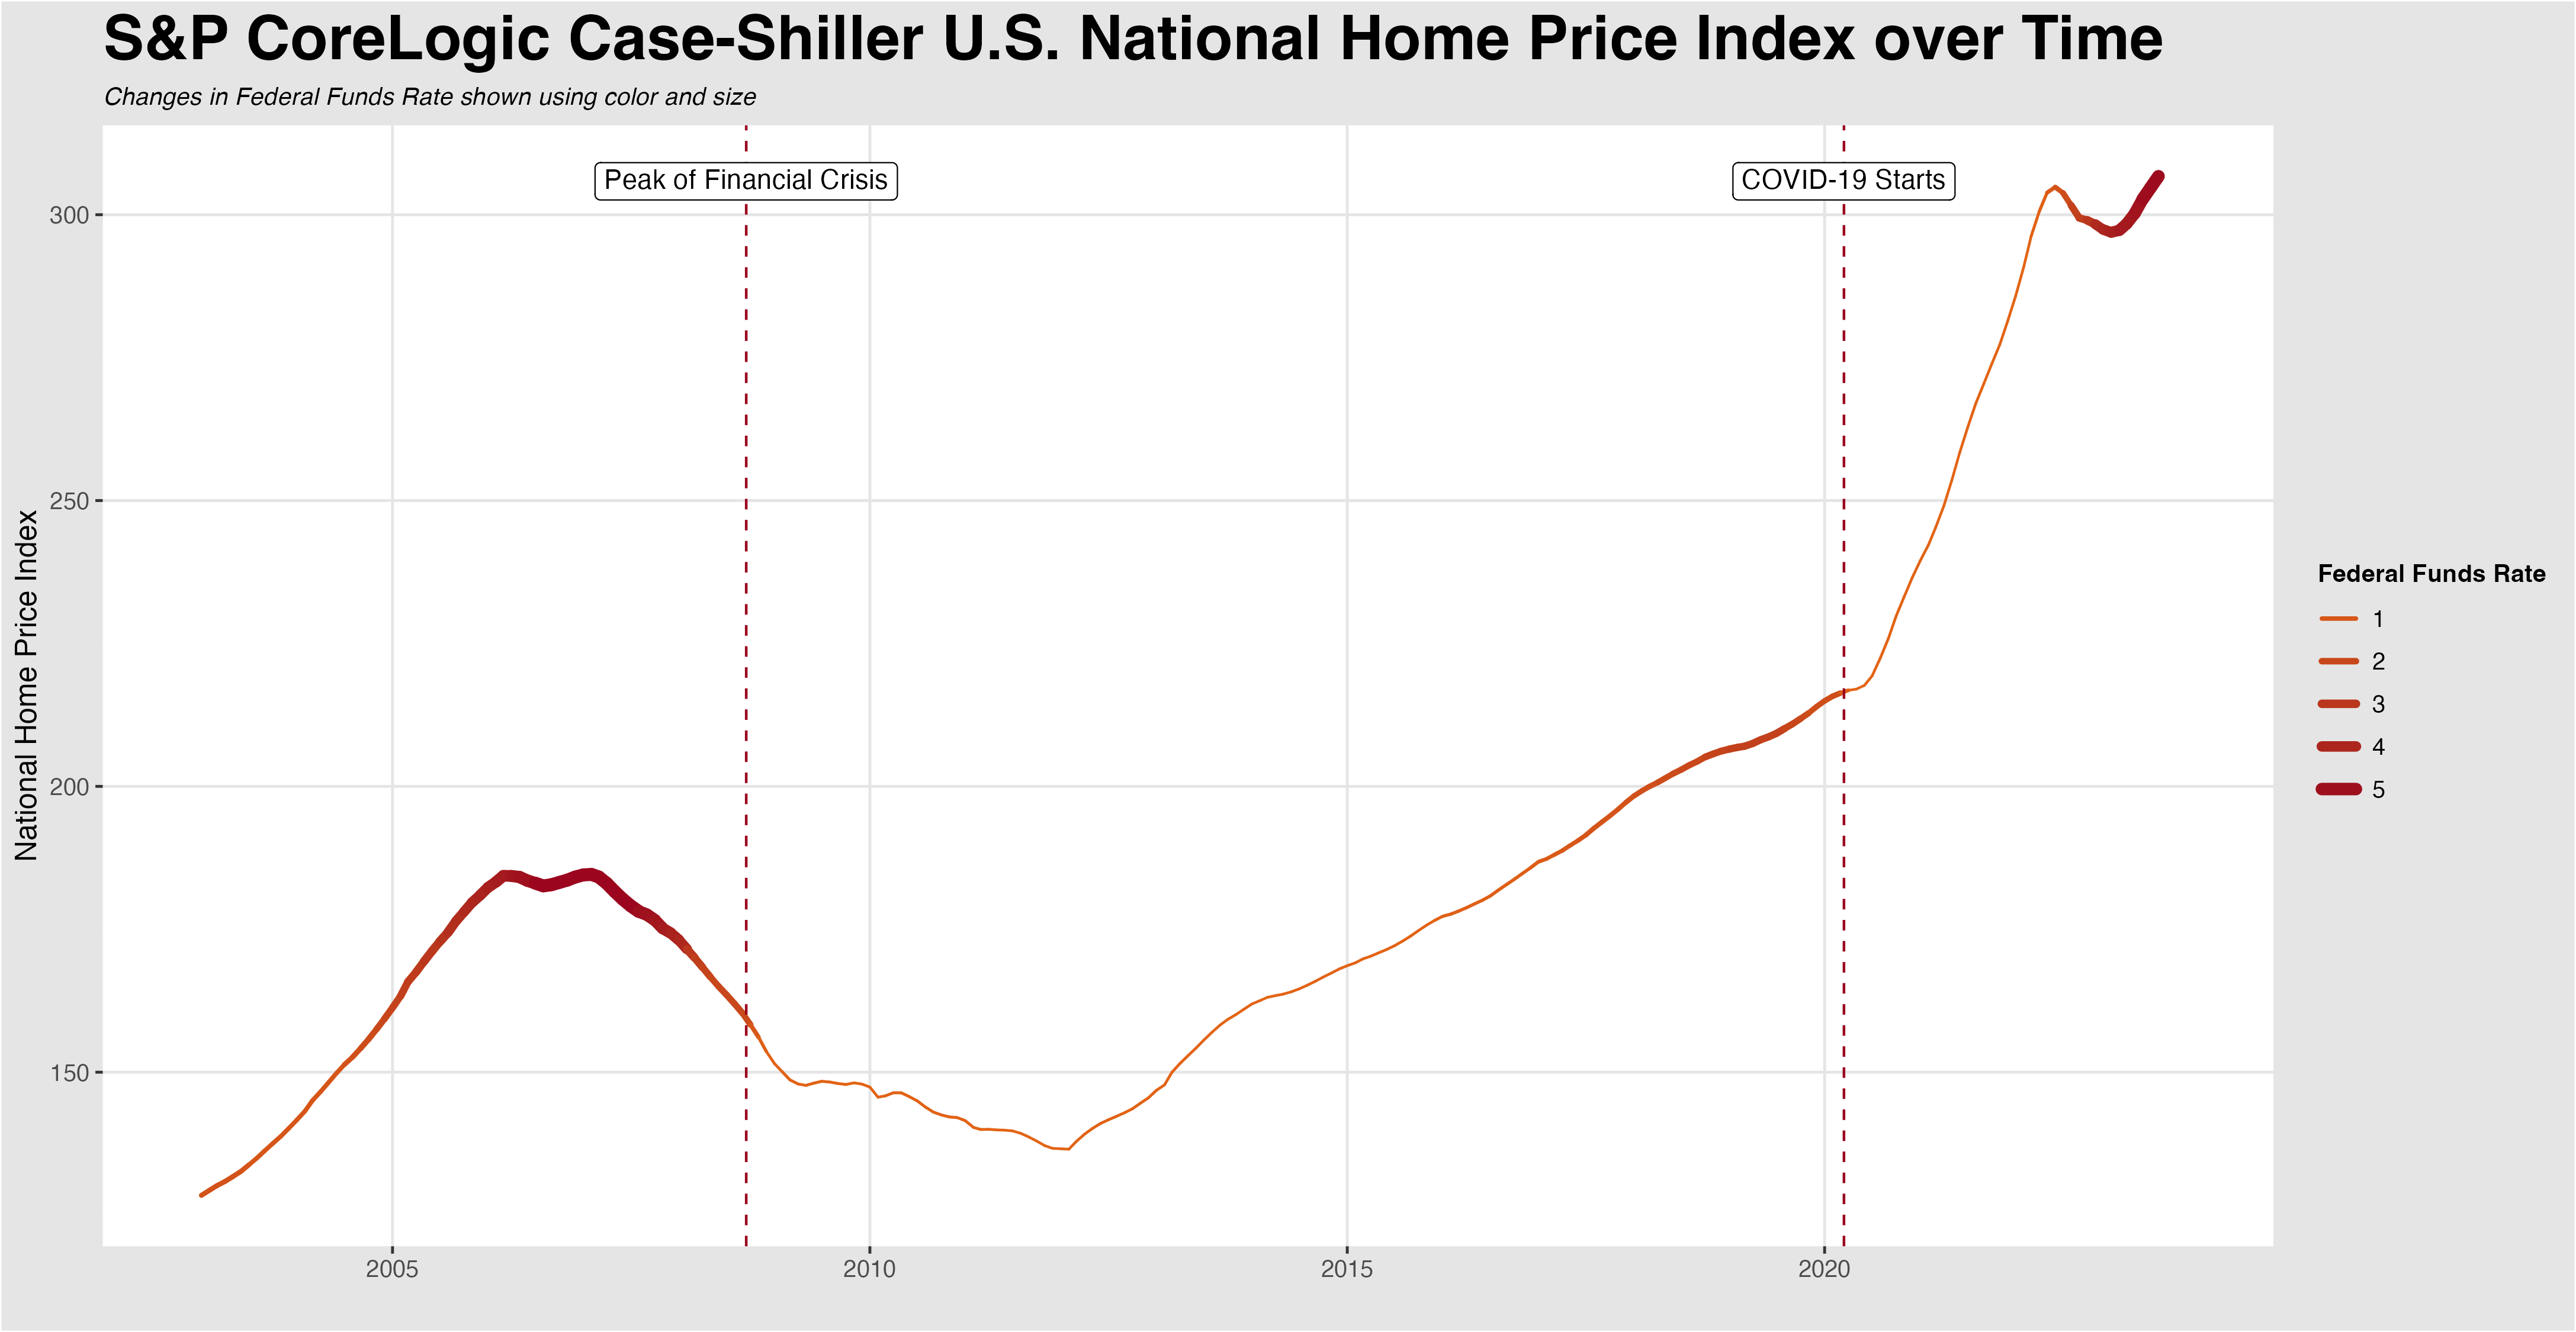 S&P CoreLogic Case-Shiller U.S. National Home Price Index over Time
Changes in Federal Funds Rate shown using color and size
Peak of Financial Crisis
COVID-19 Starts
300
250
200
150
National Home Price Index
2005
2010
2015
2020
Federal Funds Rate
1
2
3
4
5